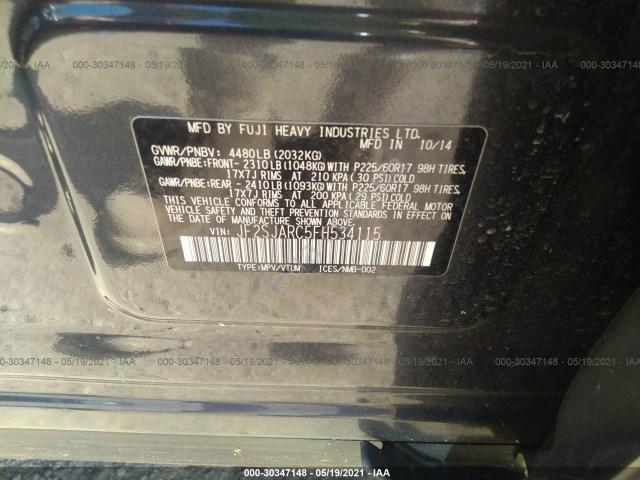 000-30347148 - 05/19/2021 - IAA
000-30347148 - 05/19/2021 - IAA
000-30347148 - 05/19/2021 - IAA
MFD BY FUJI HEAVY INDUSTRIES LTD.
MFD IN 10/14
GVWR/PNBV: 4480LB(2032KG)
GAWR/PNBE:FRONT-2310LB(1048KG)WITH P225/60R17 98H TIRES,
17X7J RIMS AT 210 KPA(30 PSI)COLD
GAWR/PNBE:REAR -2410LB(1093KG)WITH P225/60R17 98H TIRES,
17X7J RIMS AT 200 KPA(29 PSI)COLD
THIS VEHICLE CONFORMS TO ALL APPLICABLE
FEDERAL MOTOR VEHICLE SAFETY AND THEFT
PREVENTION STANDARDS IN EFFECT ON THE DATE
OF MANUFACTURE SHOWN ABOVE.
VIN: JF2SJARC5FH534115
TYPE:MPV/VTUM ICES/NMB-002
000-30347148 - 05/19/2021 - IAA
000-30347148 - 05/19/2021 - IAA
000-30347148 - 05/19/2021 - IAA
000-30347148 - 05/19/2021 - IAA